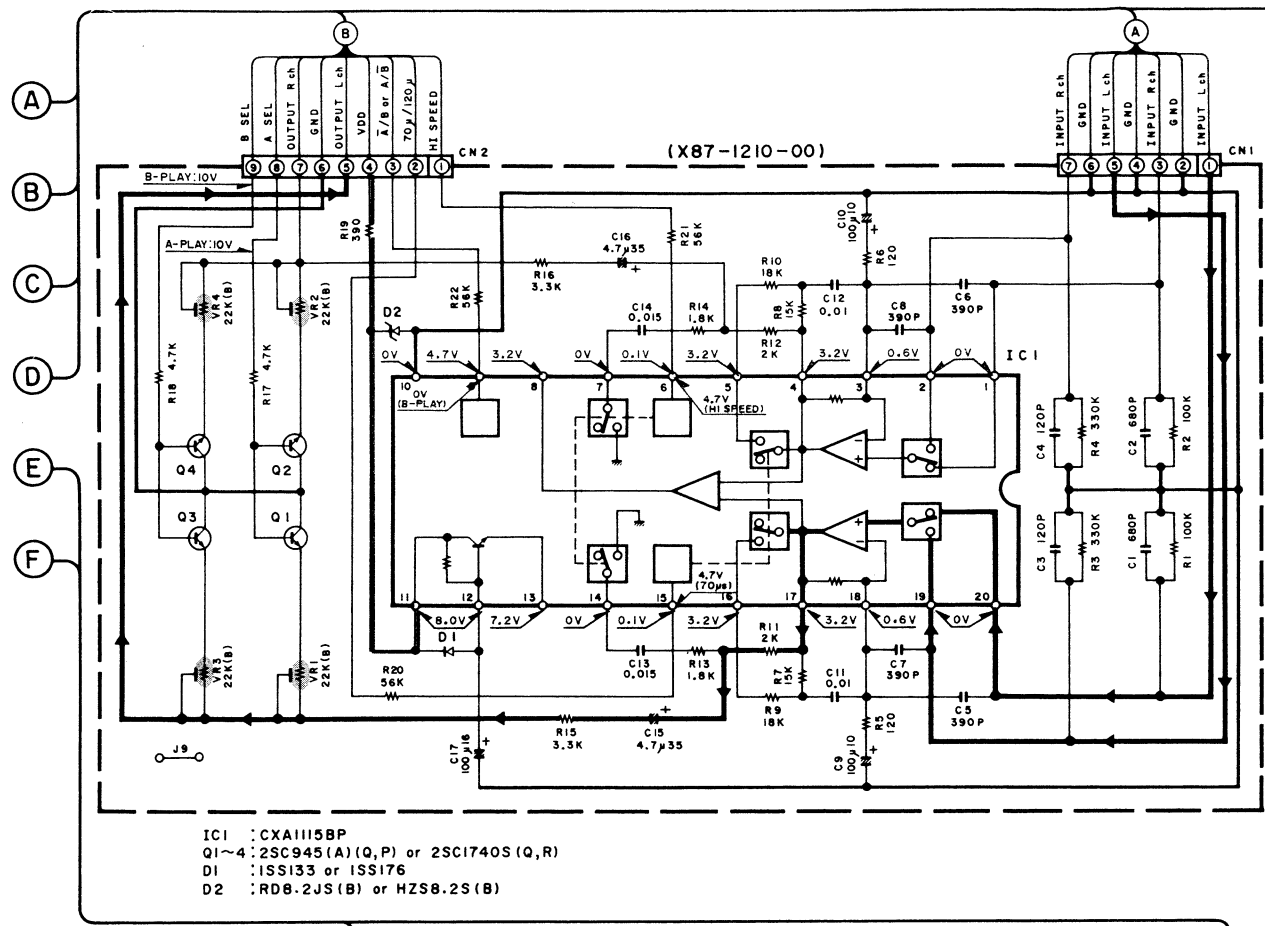 B
A
A
B
C
D
E
F
B SEL
A SEL
OUTPUT Rch
GND
OUTPUT Lch
VDD
A̅/B or A/B̅
70µ/120µ
HI SPEED
INPUT Rch
GND
INPUT Lch
GND
INPUT Rch
GND
INPUT Lch
9 8 7 6 5 4 3 2 1
CN2
(X87-1210-00)
7 6 5 4 3 2 1
CN1
B-PLAY:10V
A-PLAY:10V
R19
390
R21
56K
C16
4.7µ35
R16
3.3K
R22
56K
C10
100µ10
R6
120
R10
18K
R8
15K
C12
0.01
C8
390P
C6
390P
VR4
22K(B)
VR2
22K(B)
D2
C14
0.015
R14
1.8K
R12
2K
R18 4.7K
R17 4.7K
0V
4.7V
3.2V
0V
0.1V
3.2V
3.2V
0.6V
0V
IC1
10
0V
(B-PLAY)
8
7
6
4.7V
(HI SPEED)
5
4
3
2
1
Q4
Q2
Q3
Q1
- +
+ -
C4 120P
R4 330K
C2 680P
R2 100K
C3 120P
R3 330K
C1 680P
R1 100K
11
12
13
14
15
4.7V
(70µs)
16
17
18
19
20
8.0V
7.2V
0V
0.1V
3.2V
3.2V
0.6V
0V
D1
R11
2K
C13
0.015
R13
1.8K
R7
15K
C11
0.01
C7
390P
R20
56K
R9
18K
R5
120
C5
390P
VR3
22K(B)
VR1
22K(B)
R15
3.3K
C15
4.7µ35
C17
100µ16
C9
100µ10
J9
IC1 : CXA1115BP
Q1~4 : 2SC945(A)(Q,P) or 2SC1740S(Q,R)
D1 : 1SS133 or 1SS176
D2 : RD8.2JS(B) or HZS8.2S(B)